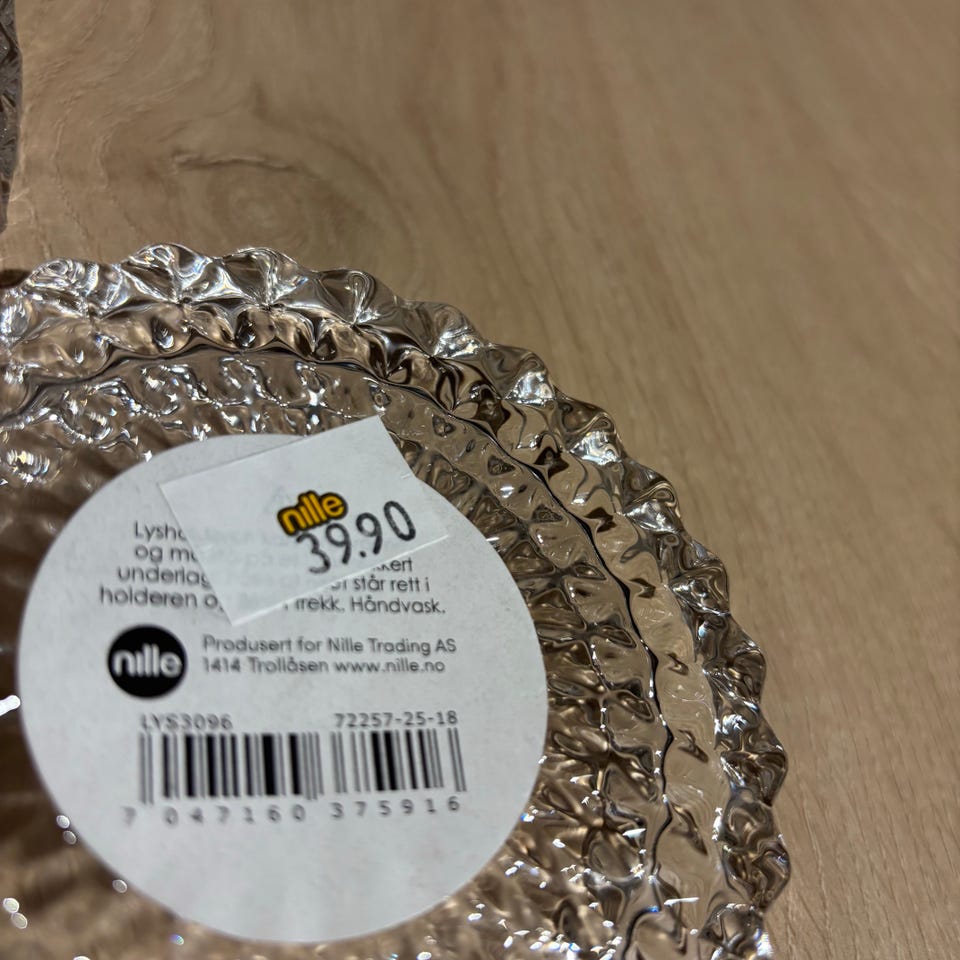 nille
39.90
og
underlag står rett i
holderen trekk. Håndvask.
nille
Produsert for Nille Trading AS
1414 Trollåsen www.nille.no
LYS3096 72257-25-18
7 047160 375916